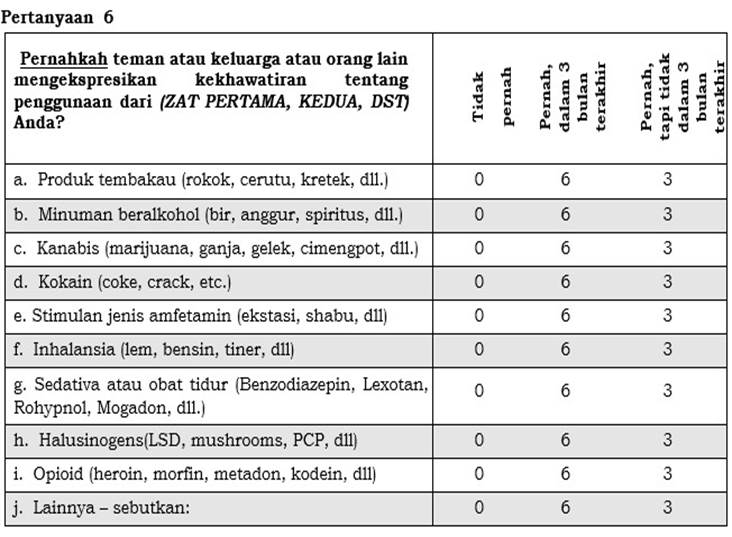 Pertanyaan 6
Pernahkah teman atau keluarga atau orang lain
mengekspresikan kekhawatiran tentang
penggunaan dari (ZAT PERTAMA, KEDUA, DST)
Anda?
Tidak
pernah
Pernah,
dalam 3
bulan
terakhir
Pernah,
tapi tidak
dalam 3
bulan
terakhir
a. Produk tembakau (rokok, cerutu, kretek, dll.) 0 6 3
b. Minuman beralkohol (bir, anggur, spiritus, dll.) 0 6 3
c. Kanabis (marijuana, ganja, gelek, cimengpot, dll.) 0 6 3
d. Kokain (coke, crack, etc.) 0 6 3
e. Stimulan jenis amfetamin (ekstasi, shabu, dll) 0 6 3
f. Inhalansia (lem, bensin, tiner, dll) 0 6 3
g. Sedativa atau obat tidur (Benzodiazepin, Lexotan,
Rohypnol, Mogadon, dll.) 0 6 3
h. Halusinogens(LSD, mushrooms, PCP, dll) 0 6 3
i. Opioid (heroin, morfin, metadon, kodein, dll) 0 6 3
j. Lainnya – sebutkan: 0 6 3